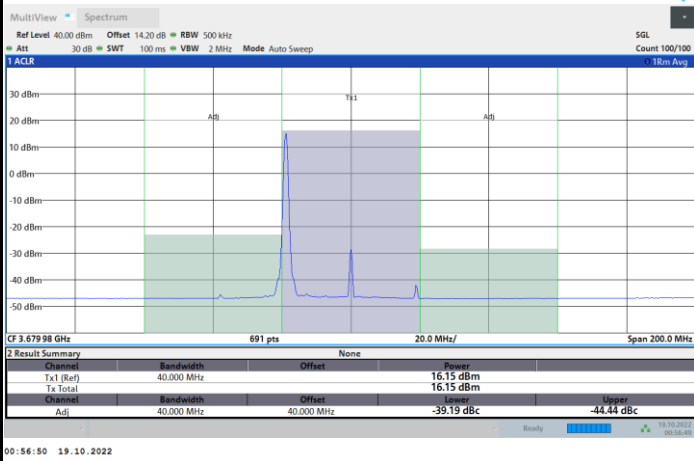 MultiView Spectrum
Ref Level 40.00 dBm Offset 14.20 dB RBW 500 kHz SGL
Att 30 dB SWT 100 ms VBW 2 MHz Mode Auto Sweep Count 100/100
1 ACLR 1Rm Avg
30 dBm
Tx1
20 dBm Adj Adj
10 dBm
0 dBm
-10 dBm
-20 dBm
-30 dBm
-40 dBm
-50 dBm
CF 3.67998 GHz 691 pts 20.0 MHz/ Span 200.0 MHz
2 Result Summary None
Channel Bandwidth Offset Power
Tx1 (Ref) 40.000 MHz 16.15 dBm
Tx Total 16.15 dBm
Channel Bandwidth Offset Lower Upper
Adj 40.000 MHz 40.000 MHz -39.19 dBc -44.44 dBc
Ready 19.10.2022
00:56:49
00:56:50 19.10.2022